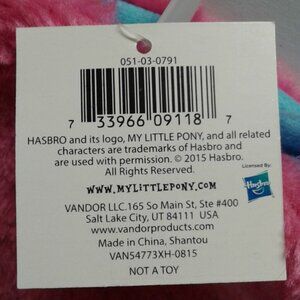 051-03-0791
7 33966 09118 7
HASBRO and its logo, MY LITTLE PONY, and all related
characters are trademarks of Hasbro and
are used with permission. © 2015 Hasbro.
All Rights Reserved.
Licensed By:
WWW.MYLITTLEPONY.COM
Hasbro
VANDOR LLC.165 So Main St, Ste #400
Salt Lake City, UT 84111 USA
www.vandorproducts.com
Made in China, Shantou
VAN54773XH-0815
NOT A TOY